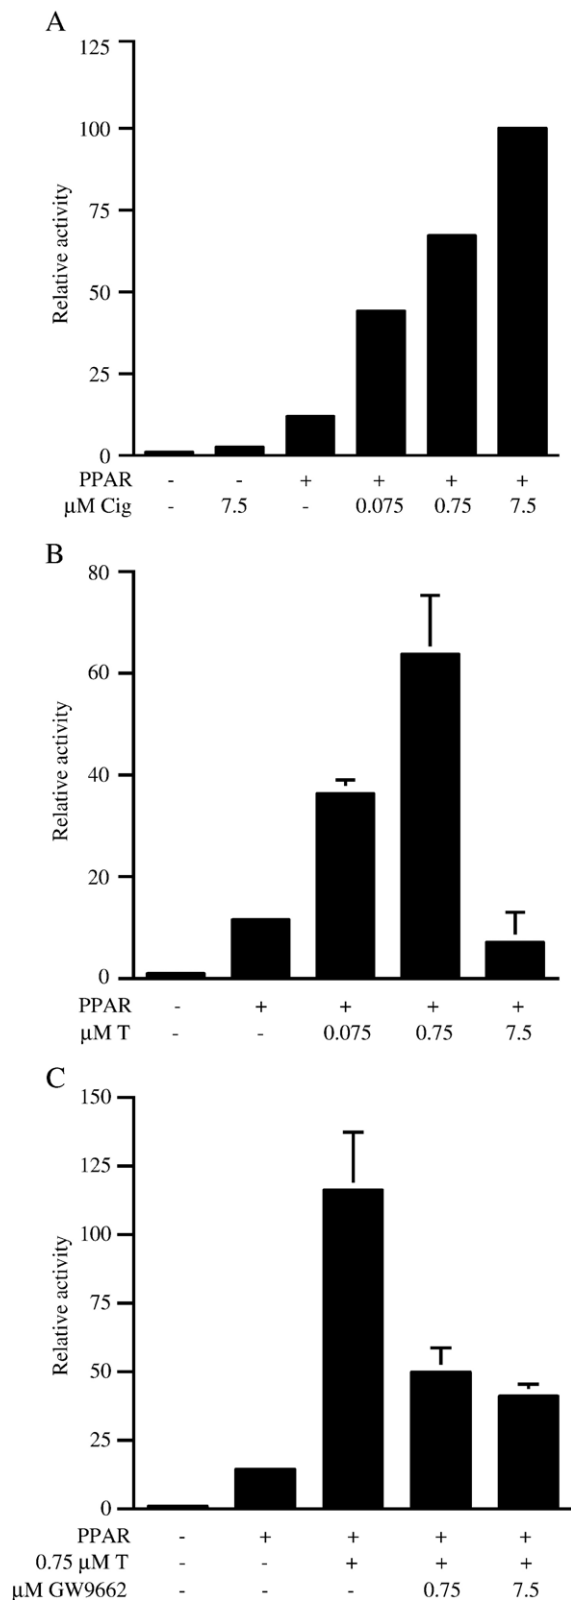 A
125
100
75
50
25
0
Relative activity
PPAR - - + + + +
µM Cig - 7.5 - 0.075 0.75 7.5
B
80
60
40
20
0
Relative activity
PPAR - + + + +
µM T - - 0.075 0.75 7.5
C
150
125
100
75
50
25
0
Relative activity
PPAR - + + + +
0.75 µM T - - + + +
µM GW9662 - - - 0.75 7.5